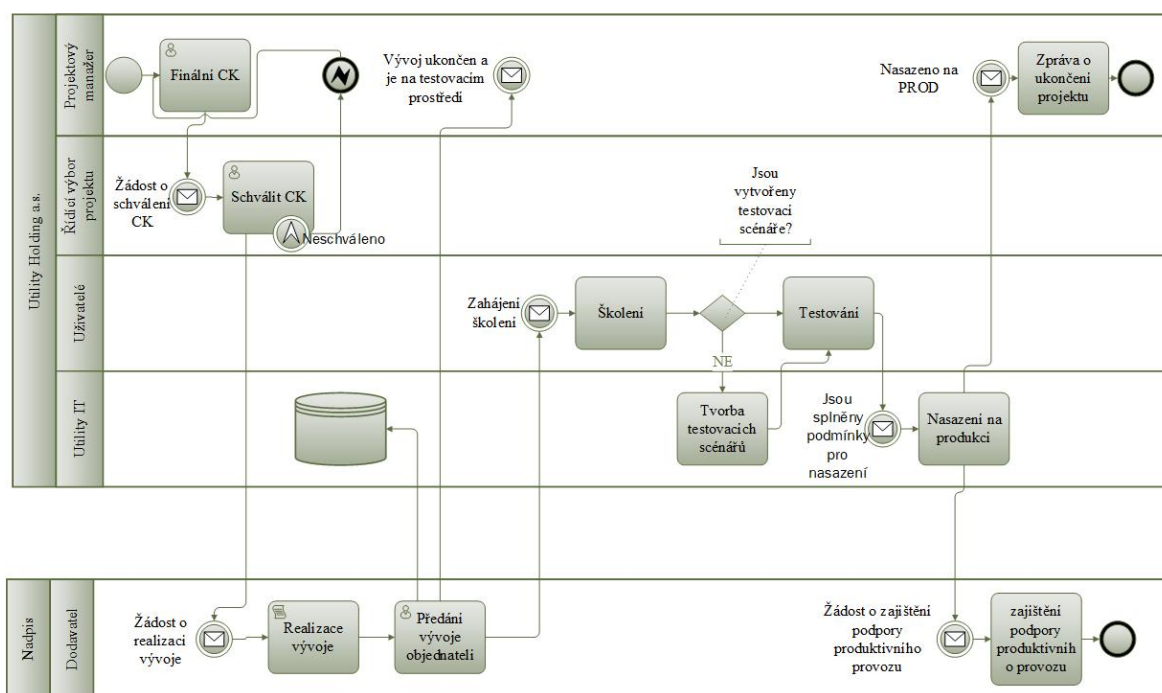 Utility Holding a.s.
Projektový
manažer
Finální CK
Vývoj ukončen a
je na testovacím
prostředí
Nasazeno na
PROD
Zpráva o
ukončení
projektu
Řídící výbor
projektu
Žádost o
schválení
CK
Schválit CK
Neschváleno
Jsou
vytvořeny
testovací
scénáře?
Uživatelé
Zahájení
školení
Školení
Testování
NE
Utility IT
Tvorba
testovacích
scénářů
Jsou
splněny
podmínky
pro
nasazení
Nasazení na
produkci
Nadpis
Dodavatel
Žádost o
realizaci
vývoje
Realizace
vývoje
Předání
vývoje
objednateli
Žádost o zajištění
podpory
produktivního
provozu
zajištění
podpory
produktivníh
o provozu